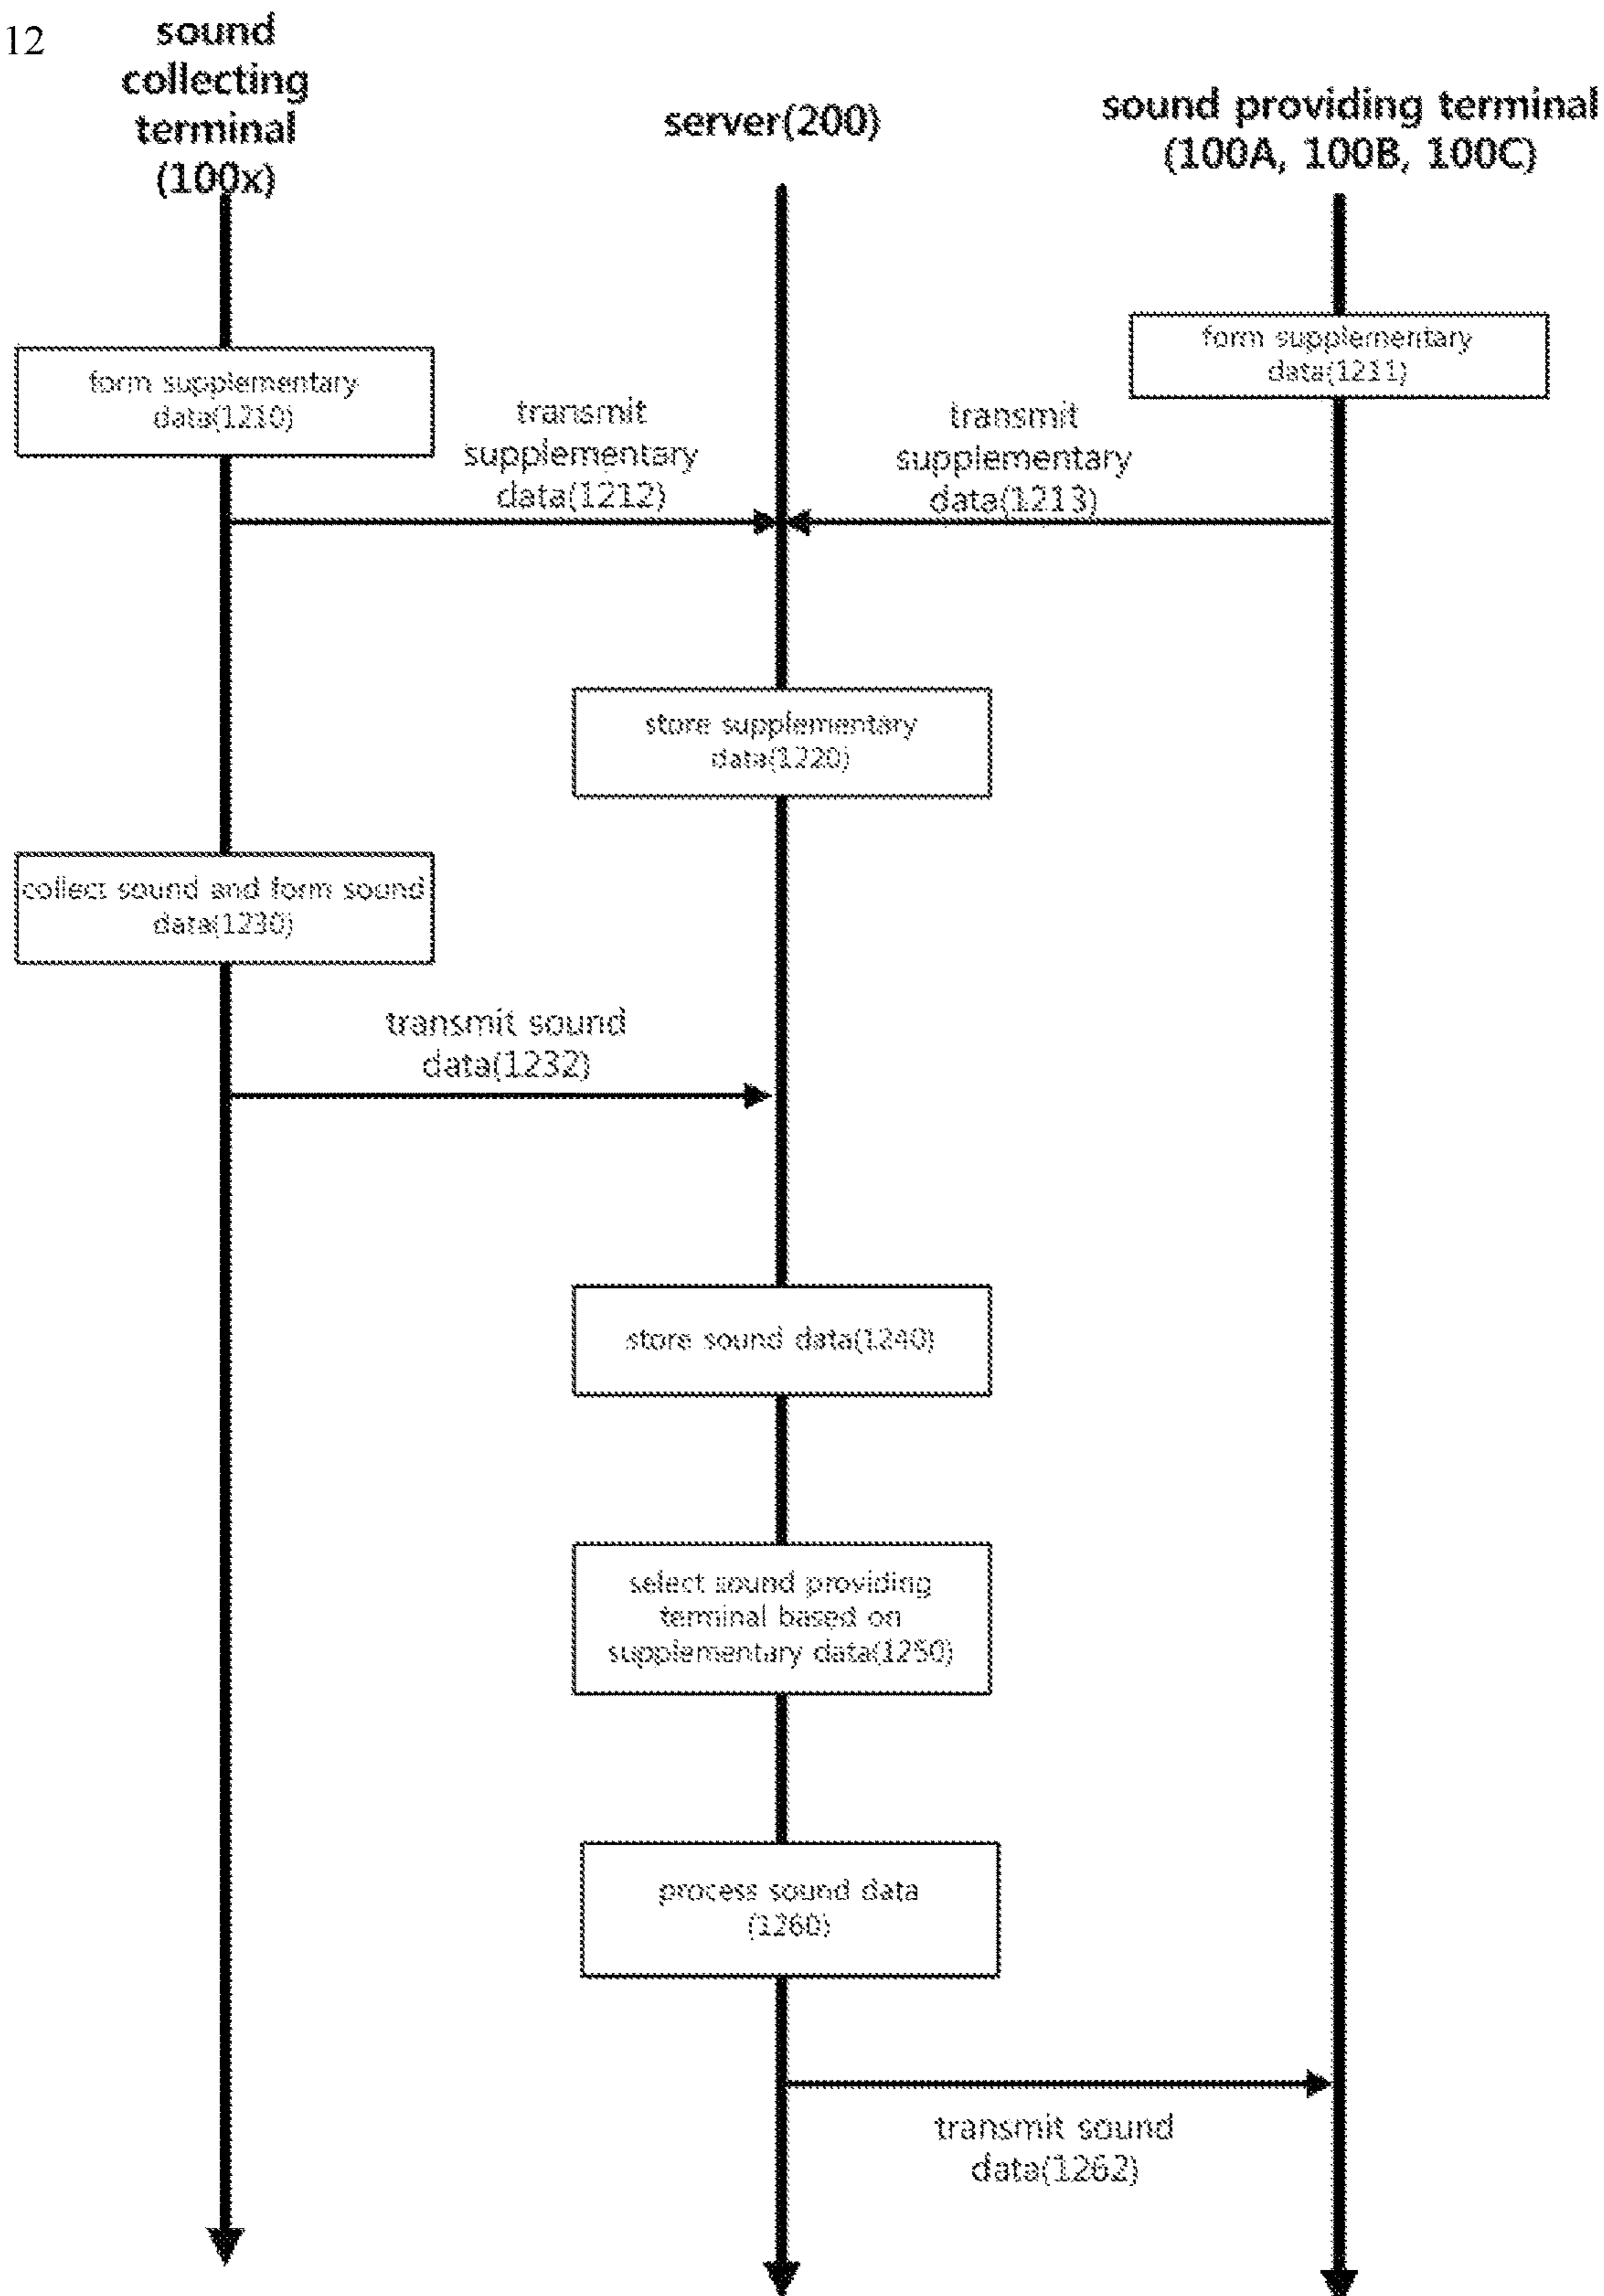 12
sound
collecting
terminal
(100x)
server(200)
sound providing terminal
(100A, 100B, 100C)
form supplementary
data(1210)
form supplementary
data(1211)
transmit
supplementary
data(1212)
transmit
supplementary
data(1213)
store supplementary
data(1220)
collect sound and form sound
data(1230)
transmit sound
data(1232)
store sound data(1240)
select sound providing
terminal based on
supplementary data(1250)
process sound data
(1260)
transmit sound
data(1262)